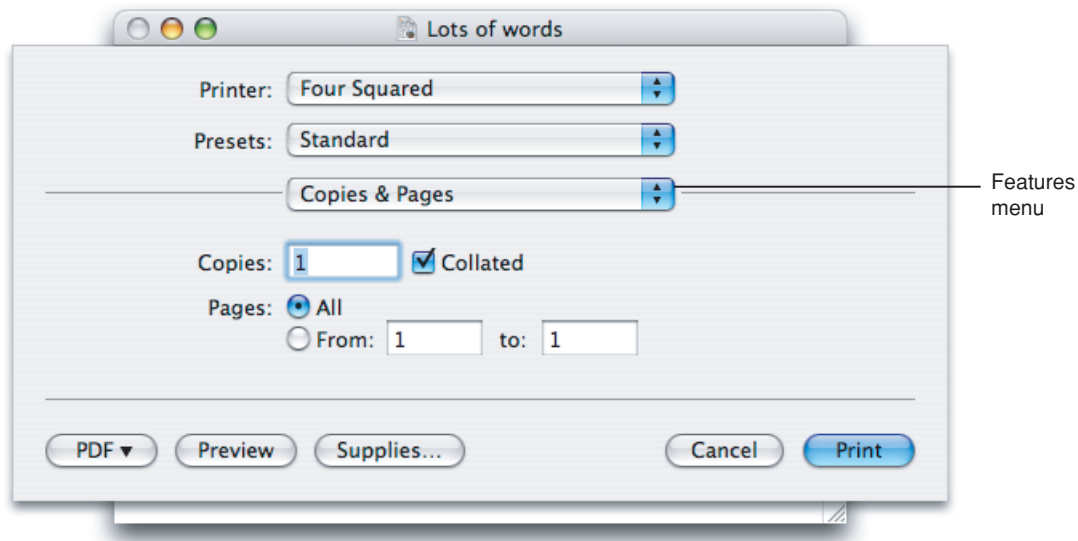 Lots of words
Printer: Four Squared
Presets: Standard
Copies & Pages
Features
menu
Copies: 1 Collated
Pages: All
From: 1 to: 1
PDF ▼ Preview Supplies... Cancel Print